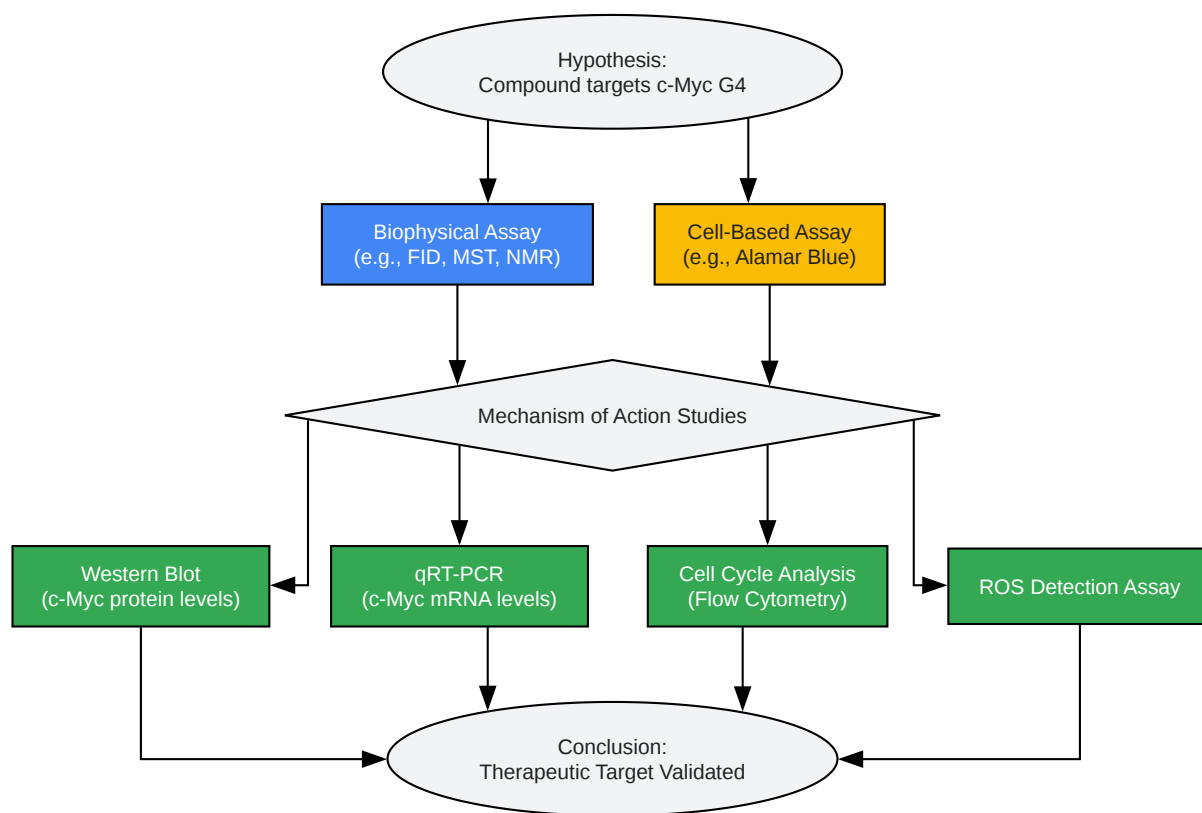 Hypothesis:
Compound targets c-Myc G4
Biophysical Assay
(e.g., FID, MST, NMR)
Cell-Based Assay
(e.g., Alamar Blue)
Mechanism of Action Studies
Western Blot
(c-Myc protein levels)
qRT-PCR
(c-Myc mRNA levels)
Cell Cycle Analysis
(Flow Cytometry)
ROS Detection Assay
Conclusion:
Therapeutic Target Validated